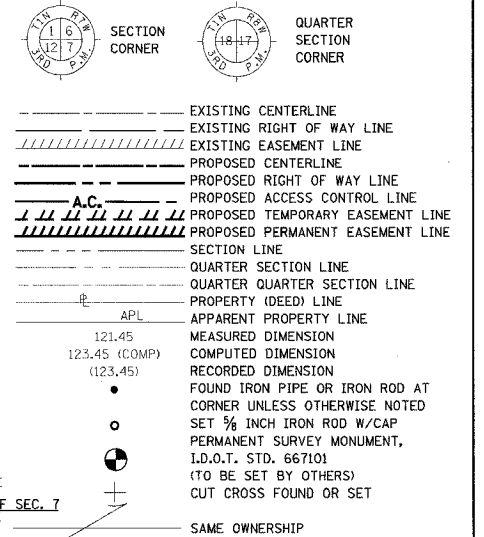 T1N R7W
1 6
12 7
3RD P.M.
SECTION
CORNER
T1N R8W
18 17
3RD P.M.
QUARTER
SECTION
CORNER
EXISTING CENTERLINE
EXISTING RIGHT OF WAY LINE
EXISTING EASEMENT LINE
PROPOSED CENTERLINE
PROPOSED RIGHT OF WAY LINE
A.C. PROPOSED ACCESS CONTROL LINE
PROPOSED TEMPORARY EASEMENT LINE
PROPOSED PERMANENT EASEMENT LINE
SECTION LINE
QUARTER SECTION LINE
QUARTER QUARTER SECTION LINE
PROPERTY (DEED) LINE
APL APPARENT PROPERTY LINE
121.45 MEASURED DIMENSION
123.45 (COMP) COMPUTED DIMENSION
(123.45) RECORDED DIMENSION
FOUND IRON PIPE OR IRON ROD AT
CORNER UNLESS OTHERWISE NOTED
SET 5/8 INCH IRON ROD W/CAP
PERMANENT SURVEY MONUMENT,
I.D.O.T. STD. 667101
(TO BE SET BY OTHERS)
CUT CROSS FOUND OR SET
F SEC. 7
SAME OWNERSHIP